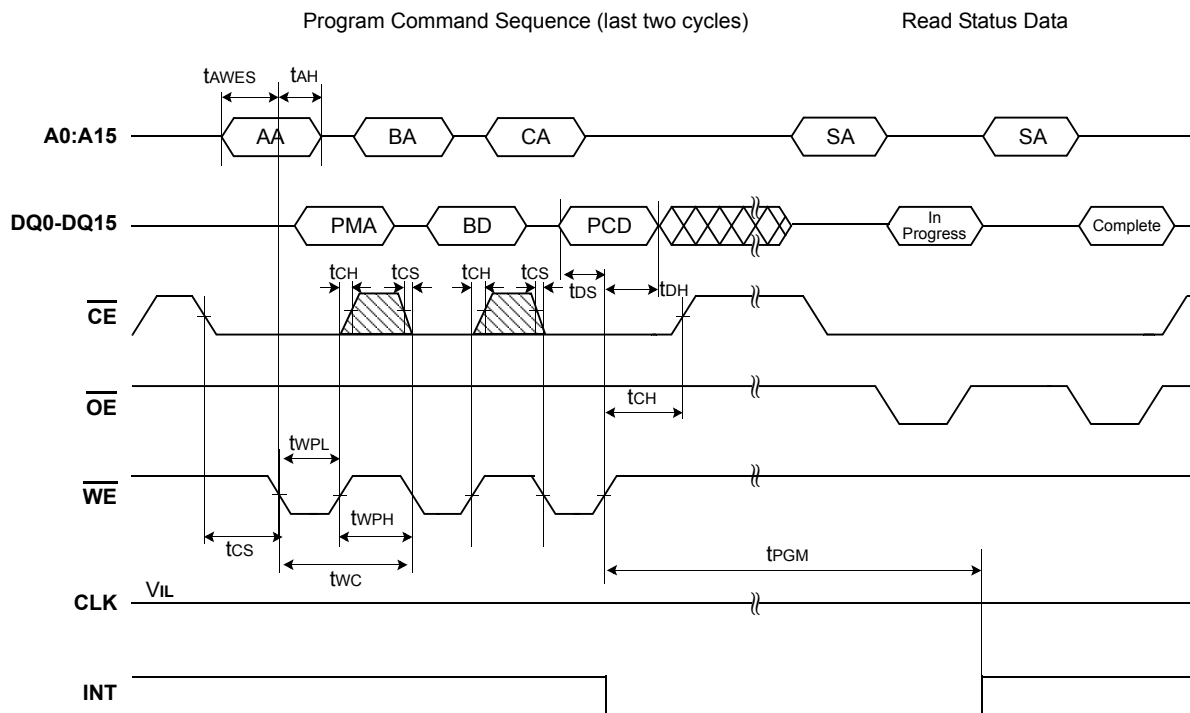 Program Command Sequence (last two cycles) Read Status Data
tAWES tAH
A0:A15 AA BA CA SA SA
DQ0-DQ15 PMA BD PCD In Progress Complete
tCH tCS tCH tCS tDS tDH
CE
OE
tCH
tWPL
WE
tWPH
tCS
tWC
tPGM
CLK VIL
INT